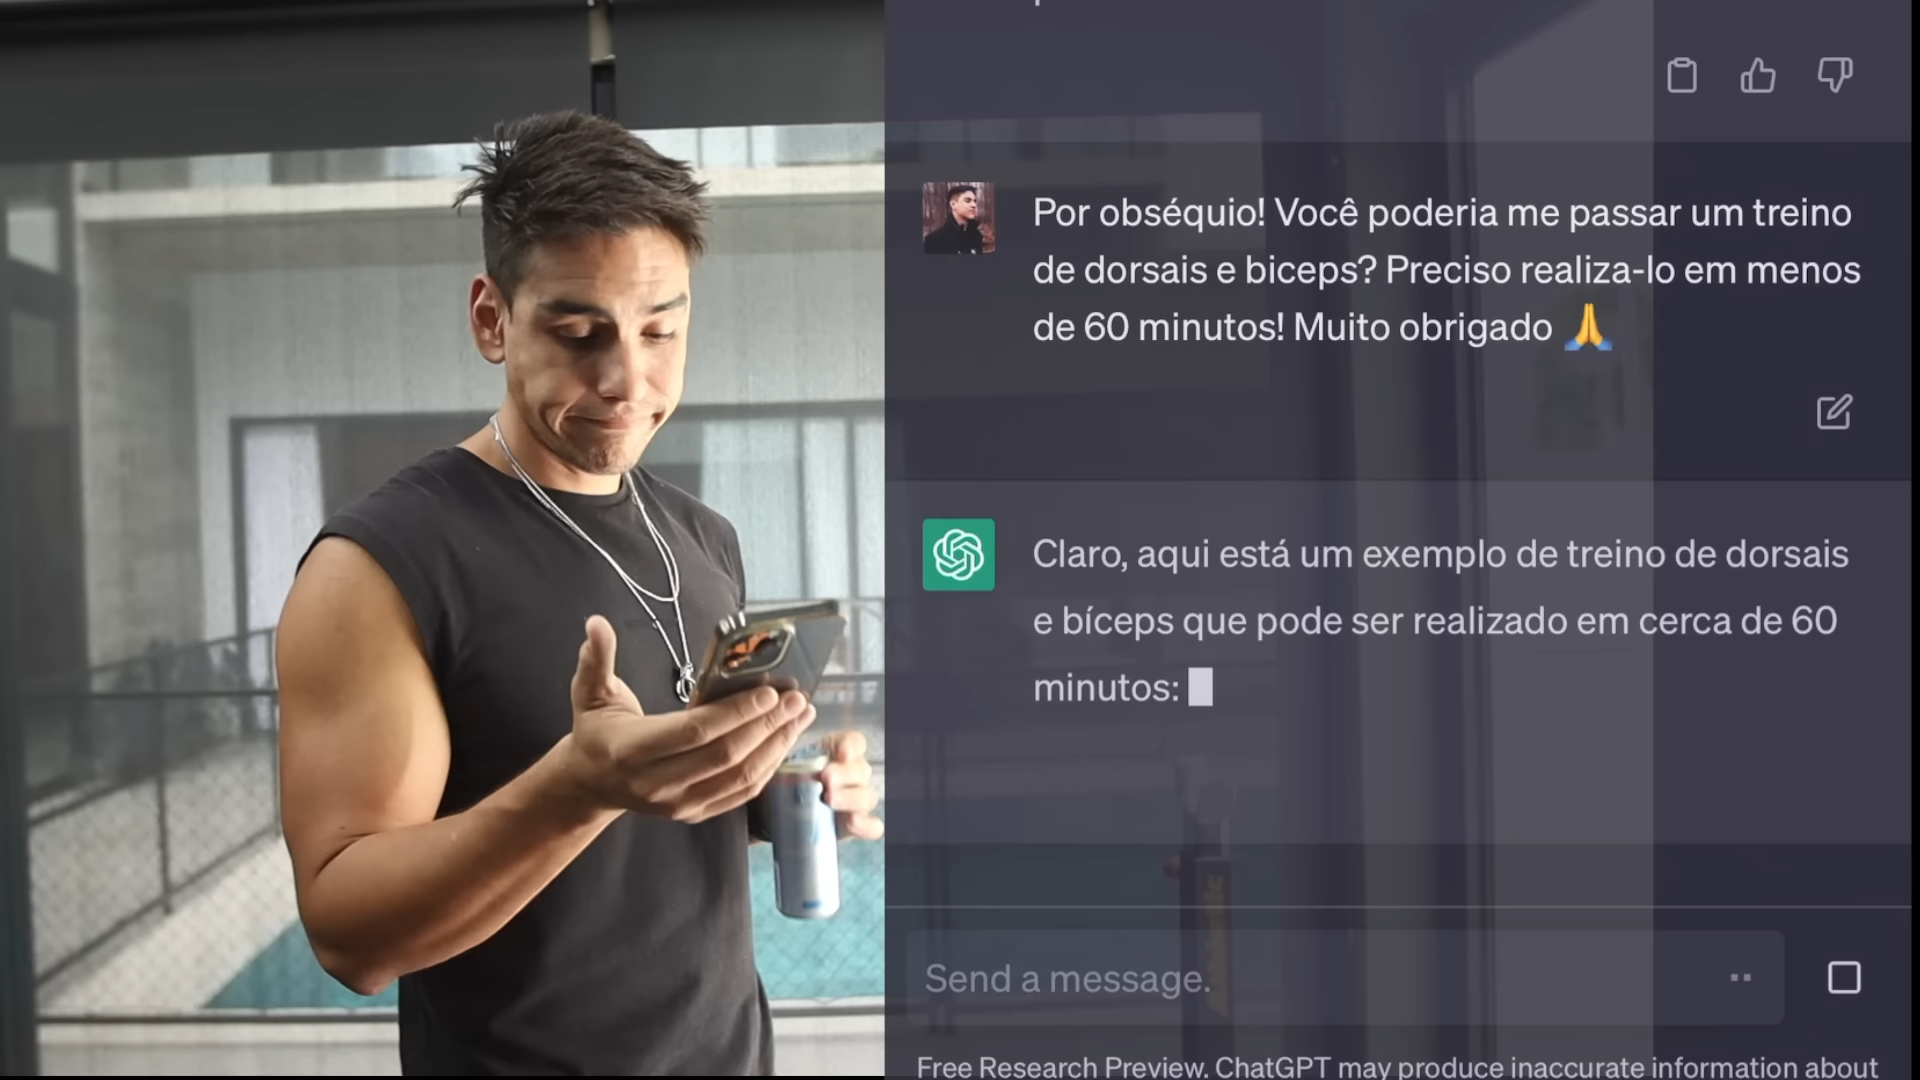 Por obséquio! Você poderia me passar um treino
de dorsais e biceps? Preciso realiza-lo em menos
de 60 minutos! Muito obrigado 🙏
Claro, aqui está um exemplo de treino de dorsais
e bíceps que pode ser realizado em cerca de 60
minutos:
Send a message.
Free Research Preview. ChatGPT may produce inaccurate information about